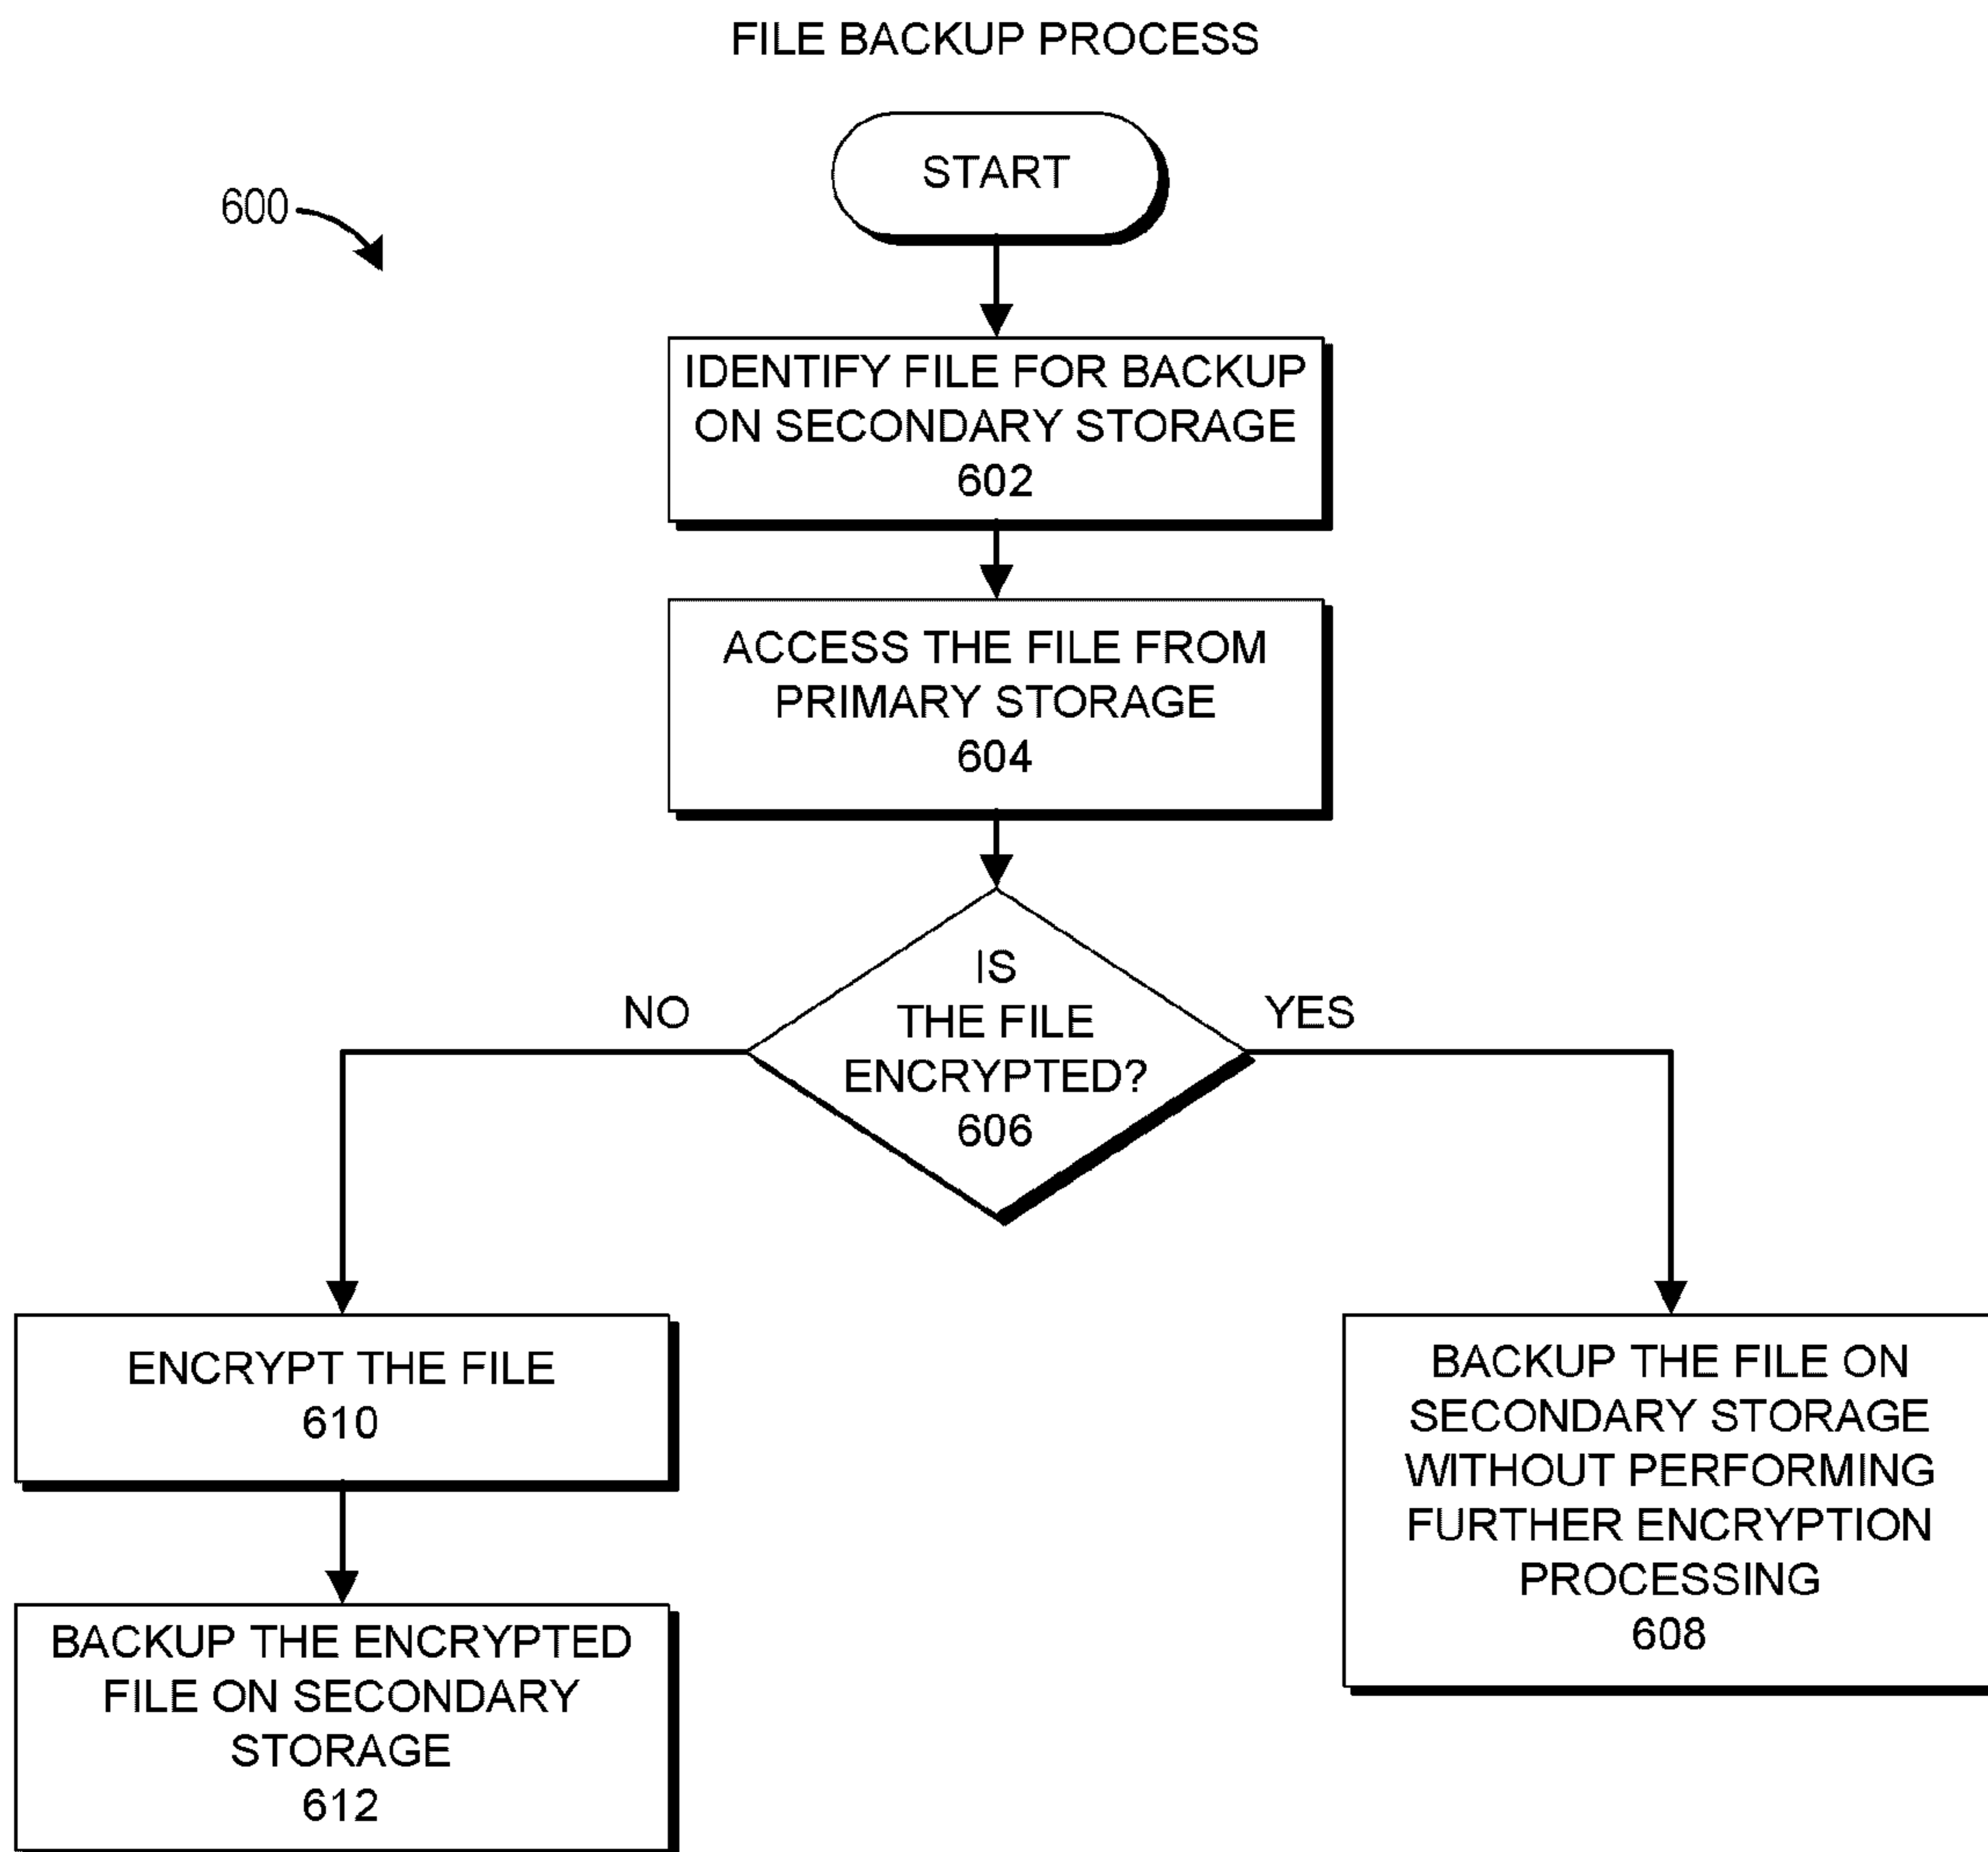 FILE BACKUP PROCESS
START
600
IDENTIFY FILE FOR BACKUP
ON SECONDARY STORAGE
602
ACCESS THE FILE FROM
PRIMARY STORAGE
604
IS
THE FILE
ENCRYPTED?
606
NO
YES
ENCRYPT THE FILE
610
BACKUP THE ENCRYPTED
FILE ON SECONDARY
STORAGE
612
BACKUP THE FILE ON
SECONDARY STORAGE
WITHOUT PERFORMING
FURTHER ENCRYPTION
PROCESSING
608